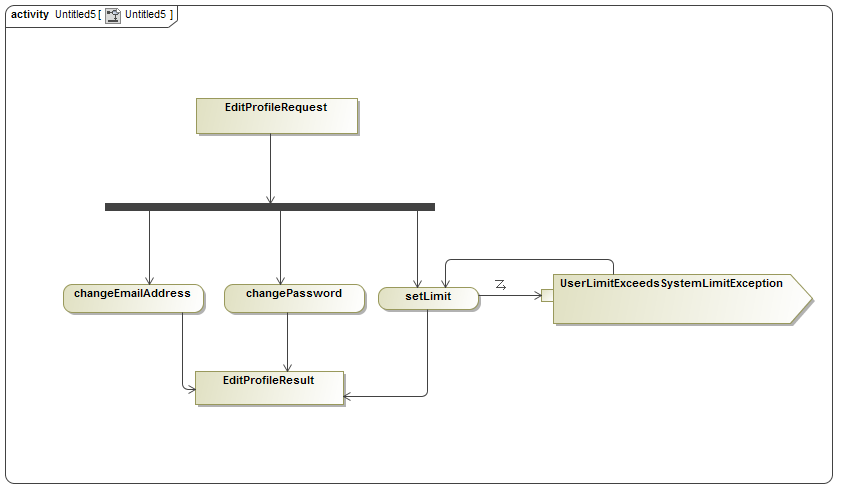 activity Untitled5 [ Untitled5 ]
EditProfileRequest
changeEmailAddress
changePassword
setLimit
UserLimitExceedsSystemLimitException
EditProfileResult